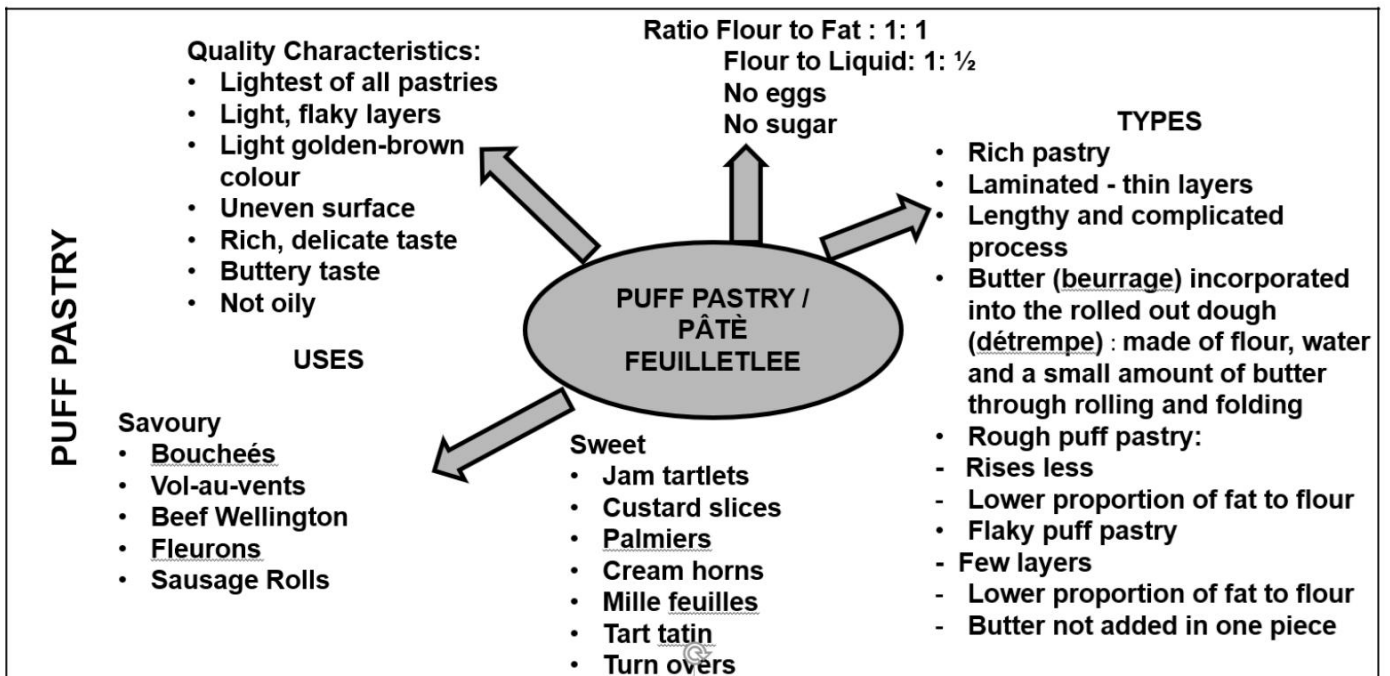 PUFF PASTRY
Quality Characteristics:
• Lightest of all pastries
• Light, flaky layers
• Light golden-brown
colour
• Uneven surface
• Rich, delicate taste
• Buttery taste
• Not oily
Ratio Flour to Fat : 1: 1
Flour to Liquid: 1: ½
No eggs
No sugar
TYPES
• Rich pastry
• Laminated - thin layers
• Lengthy and complicated
process
• Butter (beurrage) incorporated
into the rolled out dough
(détrempe) : made of flour, water
and a small amount of butter
through rolling and folding
• Rough puff pastry:
- Rises less
- Lower proportion of fat to flour
• Flaky puff pastry
- Few layers
- Lower proportion of fat to flour
- Butter not added in one piece
PUFF PASTRY /
PÂTÈ
FEUILLETLEE
USES
Savoury
• Boucheés
• Vol-au-vents
• Beef Wellington
• Fleurons
• Sausage Rolls
Sweet
• Jam tartlets
• Custard slices
• Palmiers
• Cream horns
• Mille feuilles
• Tart tatin
• Turn overs